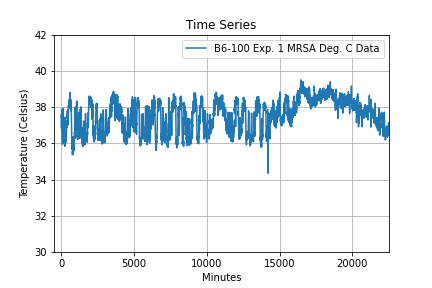 Time Series
B6-100 Exp. 1 MRSA Deg. C Data
42
40
38
36
34
32
30
Temperature (Celsius)
0 5000 10000 15000 20000
Minutes